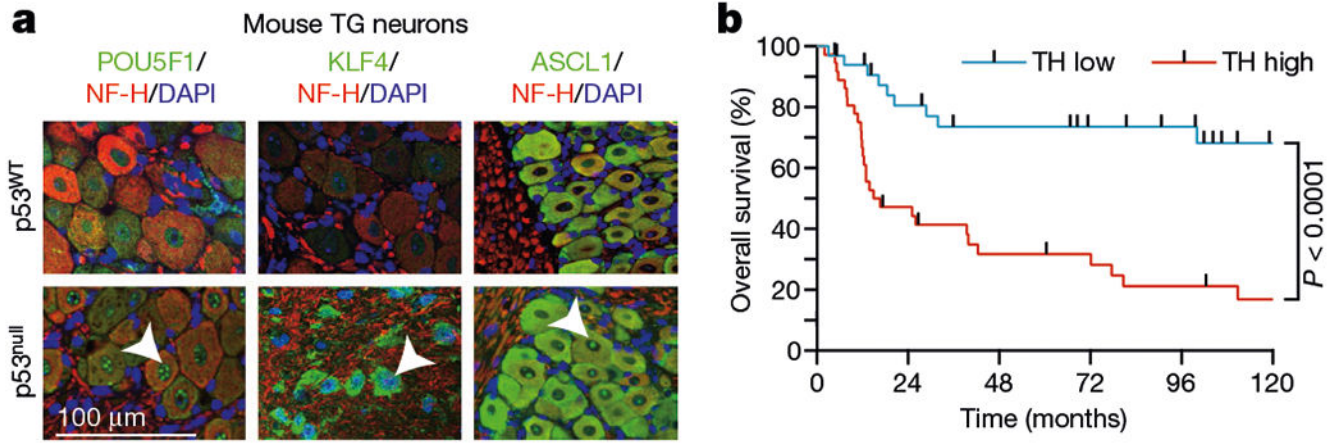 a
Mouse TG neurons
POU5F1/
NF-H/DAPI
KLF4/
NF-H/DAPI
ASCL1/
NF-H/DAPI
p53WT
p53null
100 μm
b
TH low
TH high
Overall survival (%)
100
80
60
40
20
0
0 24 48 72 96 120
Time (months)
P < 0.0001